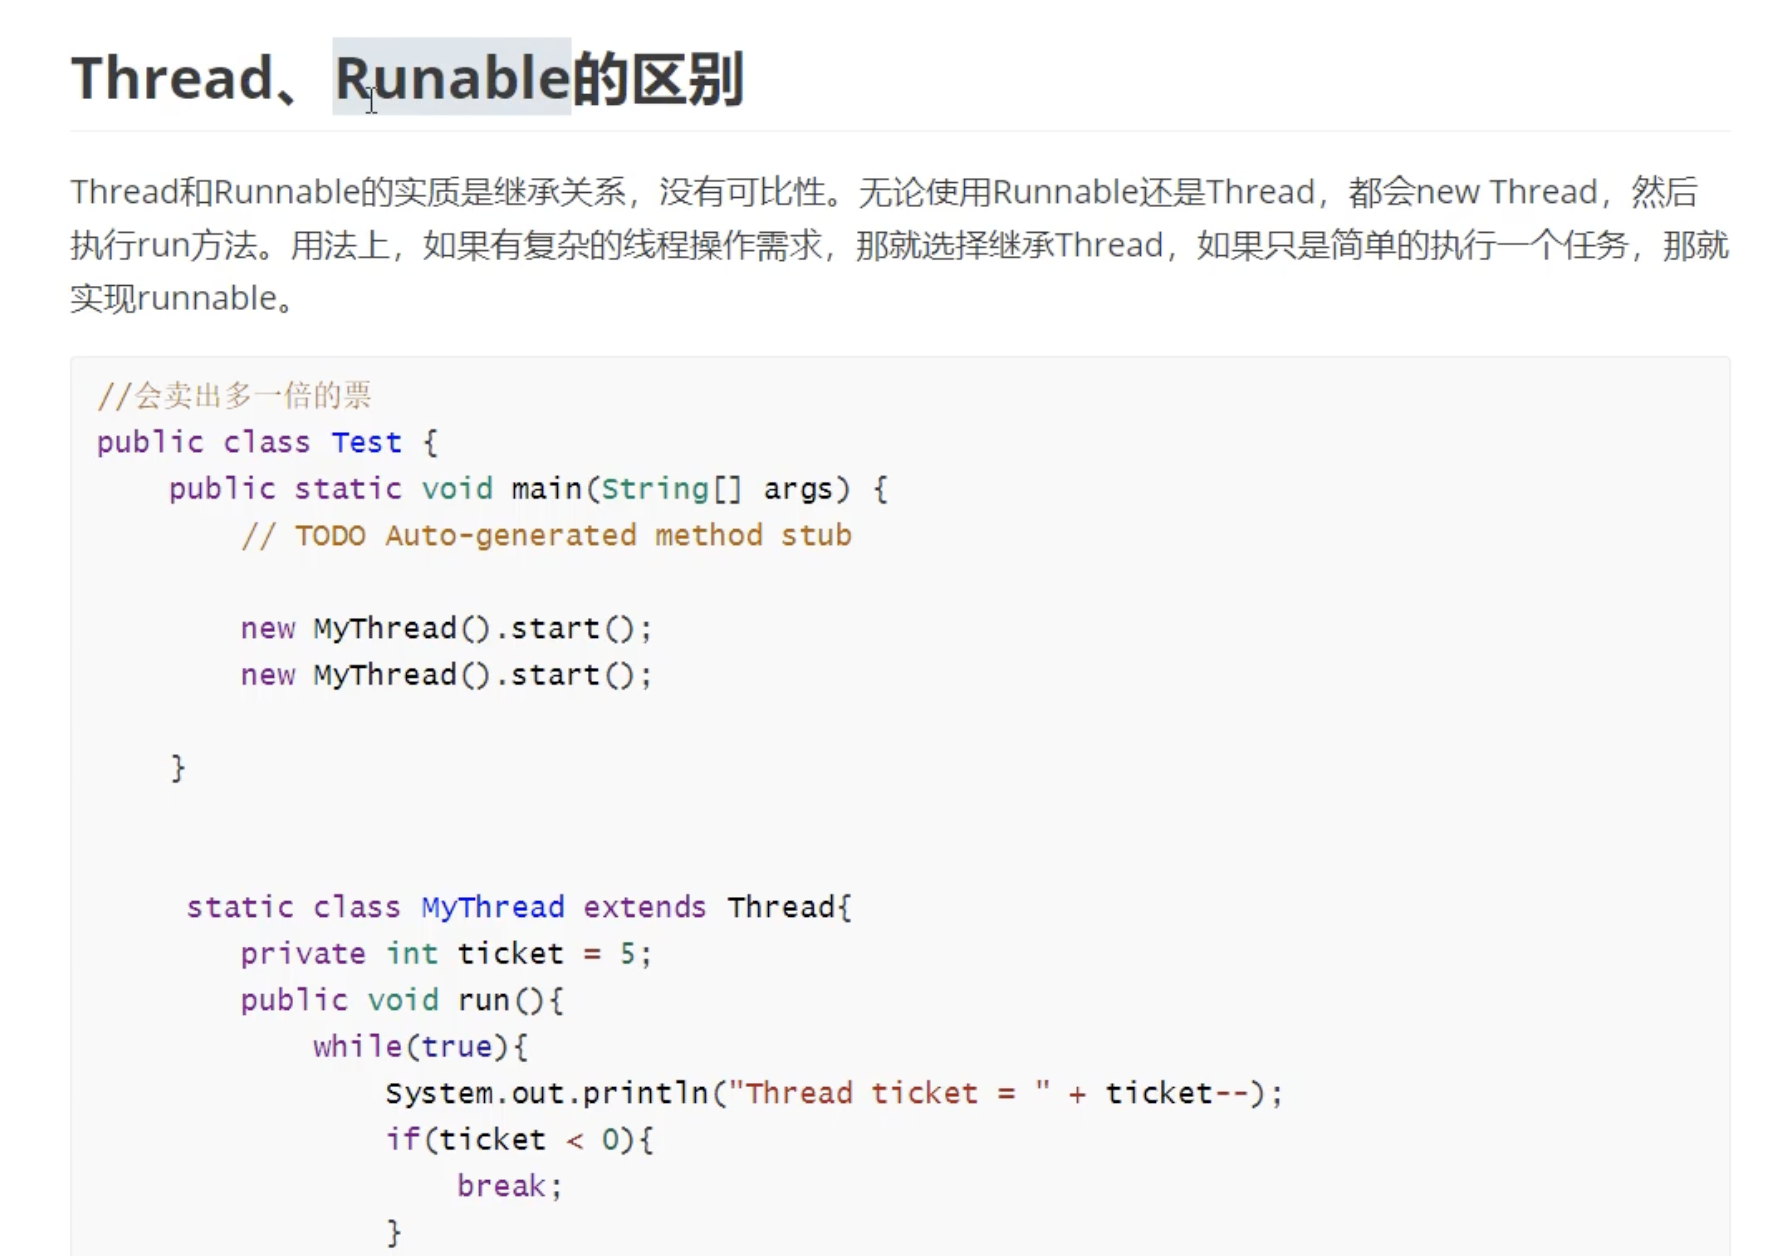 Thread、Runable的区别
Thread和Runnable的实质是继承关系，没有可比性。无论使用Runnable还是Thread，都会new Thread，然后
执行run方法。用法上，如果有复杂的线程操作需求，那就选择继承Thread，如果只是简单的执行一个任务，那就
实现runnable。
//会卖出多一倍的票
public class Test {
    public static void main(String[] args) {
        // TODO Auto-generated method stub
        new MyThread().start();
        new MyThread().start();
    }
     static class MyThread extends Thread{
        private int ticket = 5;
        public void run(){
            while(true){
                System.out.println("Thread ticket = " + ticket--);
                if(ticket < 0){
                    break;
                }